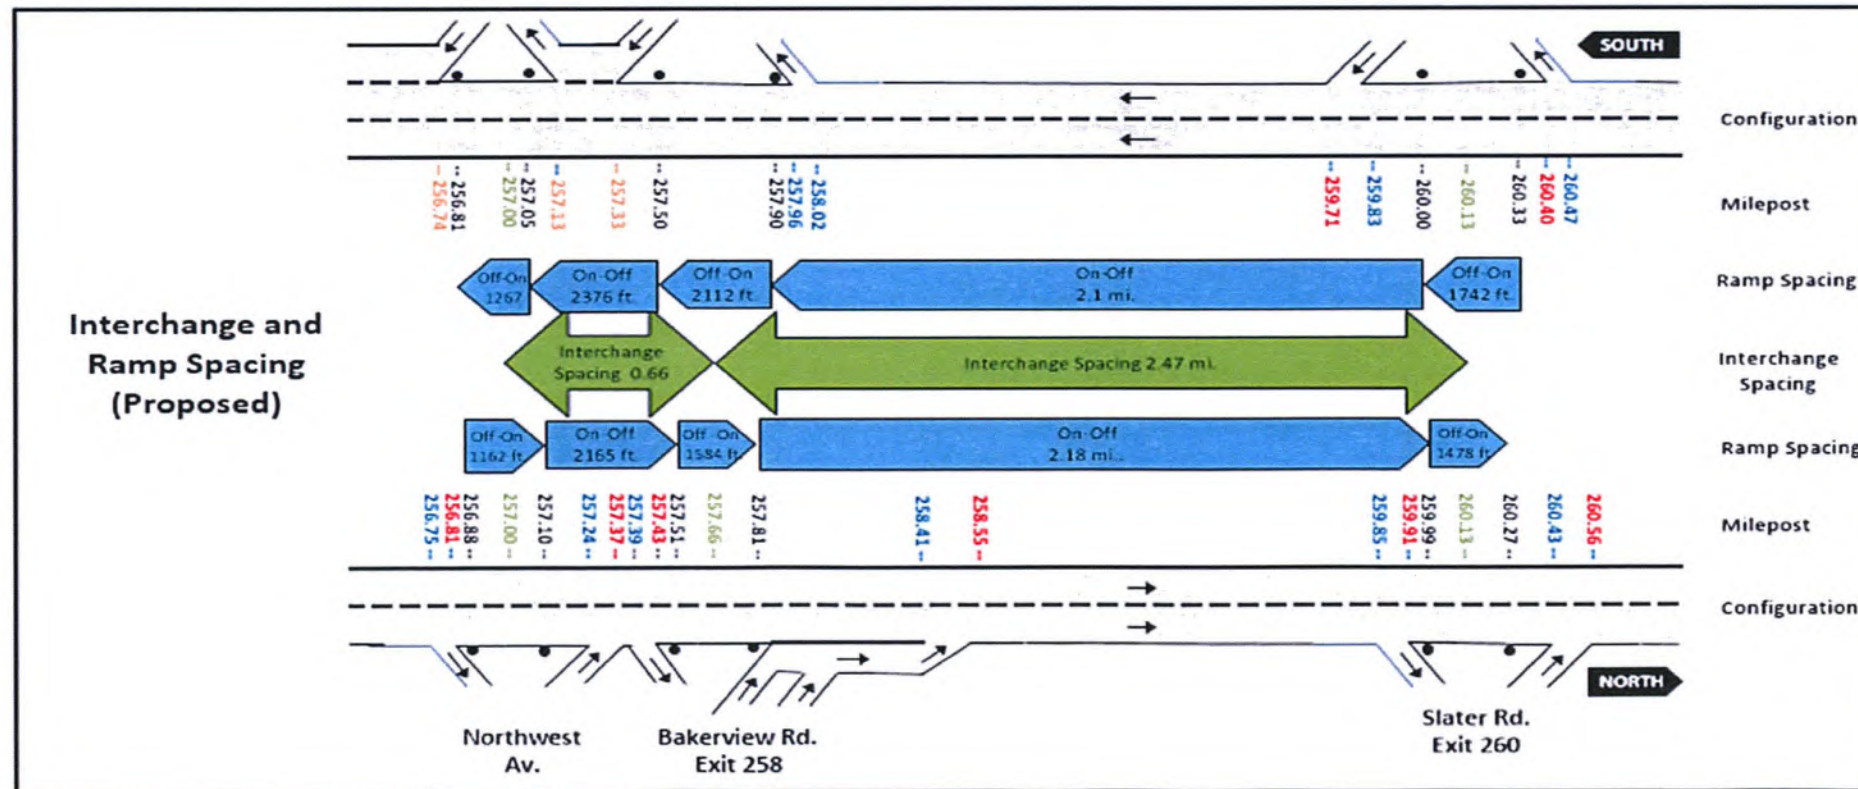 SOUTH
Configuration
256.74
256.81
257.00
257.05
257.13
257.33
257.50
257.90
257.96
258.02
259.71
259.83
260.00
260.13
260.33
260.40
260.47
Milepost
Off-On
1267
On-Off
2376 ft.
Off-On
2112 ft.
On-Off
2.1 mi.
Off-On
1742 ft.
Ramp Spacing
Interchange and
Ramp Spacing
(Proposed)
Interchange
Spacing 0.66
Interchange Spacing 2.47 mi.
Interchange
Spacing
Off-On
1162 ft.
On-Off
2165 ft.
Off-On
1584 ft.
On-Off
2.18 mi..
Off-On
1478 ft.
Ramp Spacing
256.75
256.81
256.88
257.00
257.10
257.24
257.37
257.39
257.43
257.51
257.66
257.81
258.41
258.55
259.85
259.91
259.99
260.13
260.27
260.43
260.56
Milepost
Configuration
NORTH
Northwest
Av.
Bakerview Rd.
Exit 258
Slater Rd.
Exit 260